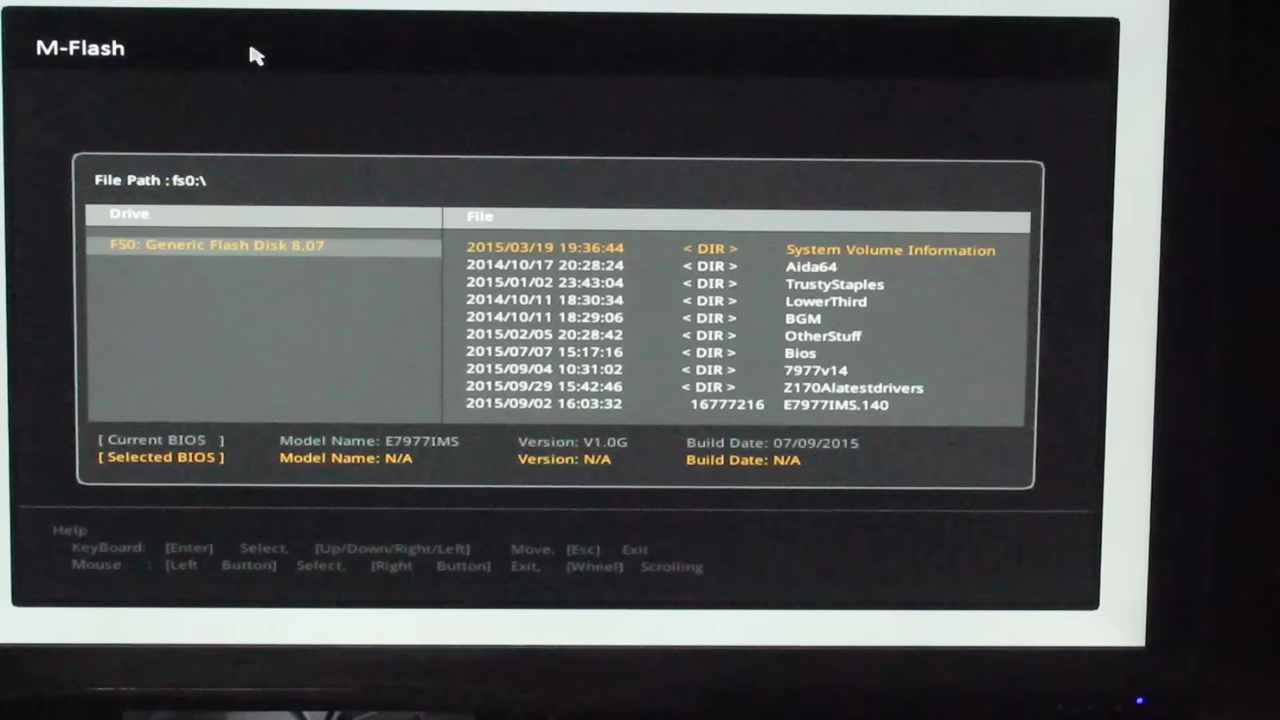 M-Flash
File Path : fs0:\
Drive File
FS0: Generic Flash Disk 8.07
2015/03/19 19:36:44 < DIR > System Volume Information
2014/10/17 20:28:24 < DIR > Aida64
2015/01/02 23:43:04 < DIR > TrustyStaples
2014/10/11 18:30:34 < DIR > LowerThird
2014/10/11 18:29:06 < DIR > BGM
2015/02/05 20:28:42 < DIR > OtherStuff
2015/07/07 15:17:16 < DIR > Bios
2015/09/04 10:31:02 < DIR > 7977v14
2015/09/29 15:42:46 < DIR > Z170Alatestdrivers
2015/09/02 16:03:32 16777216 E7977IMS.140
[ Current BIOS ] Model Name: E7977IMS Version: V1.0G Build Date: 07/09/2015
[ Selected BIOS ] Model Name: N/A Version: N/A Build Date: N/A
Help
KeyBoard: [Enter] Select, [Up/Down/Right/Left] Move, [Esc] Exit
Mouse : [Left Button] Select, [Right Button] Exit, [Wheel] Scrolling